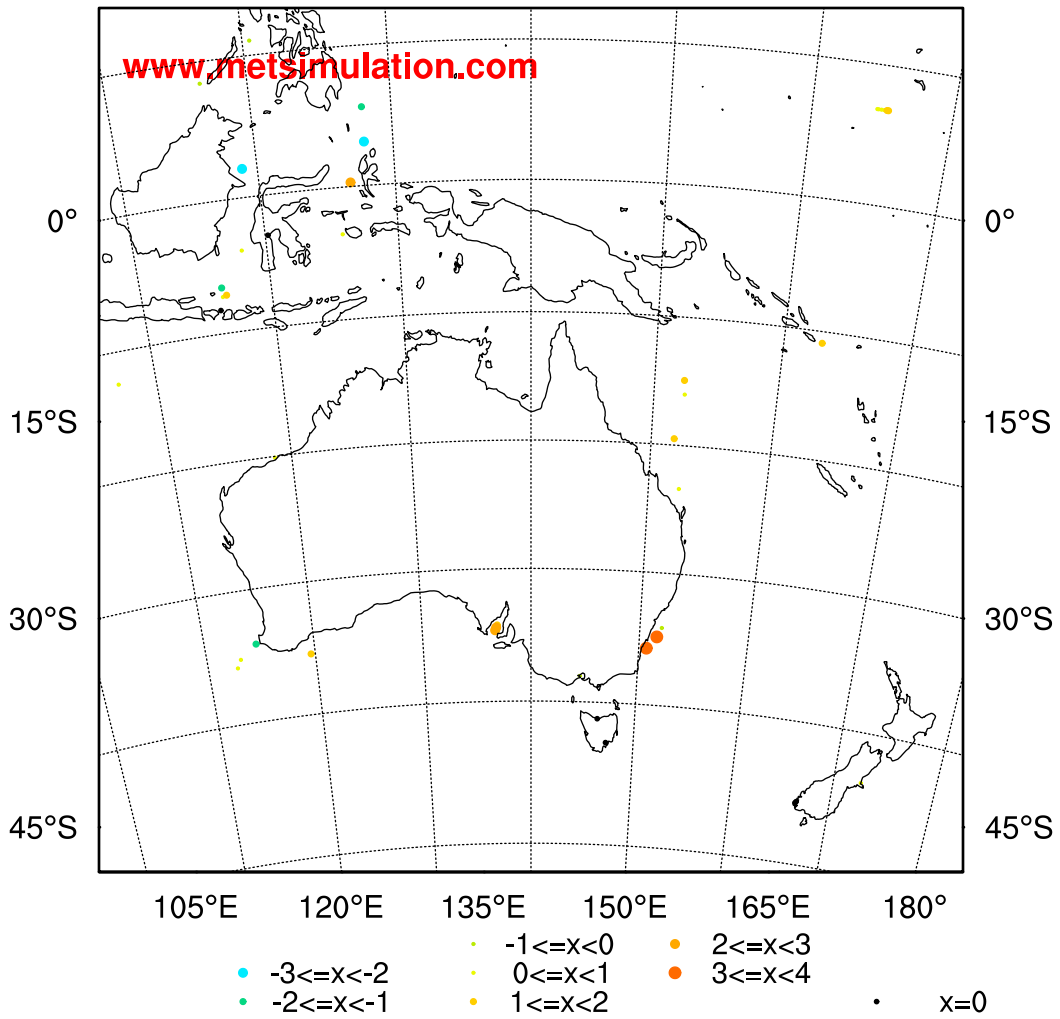 www.metsimulation.com
0° 0°
15°S 15°S
30°S 30°S
45°S 45°S
105°E 120°E 135°E 150°E 165°E 180°
-1<=x<0 2<=x<3
-3<=x<-2 0<=x<1 3<=x<4
-2<=x<-1 1<=x<2 x=0